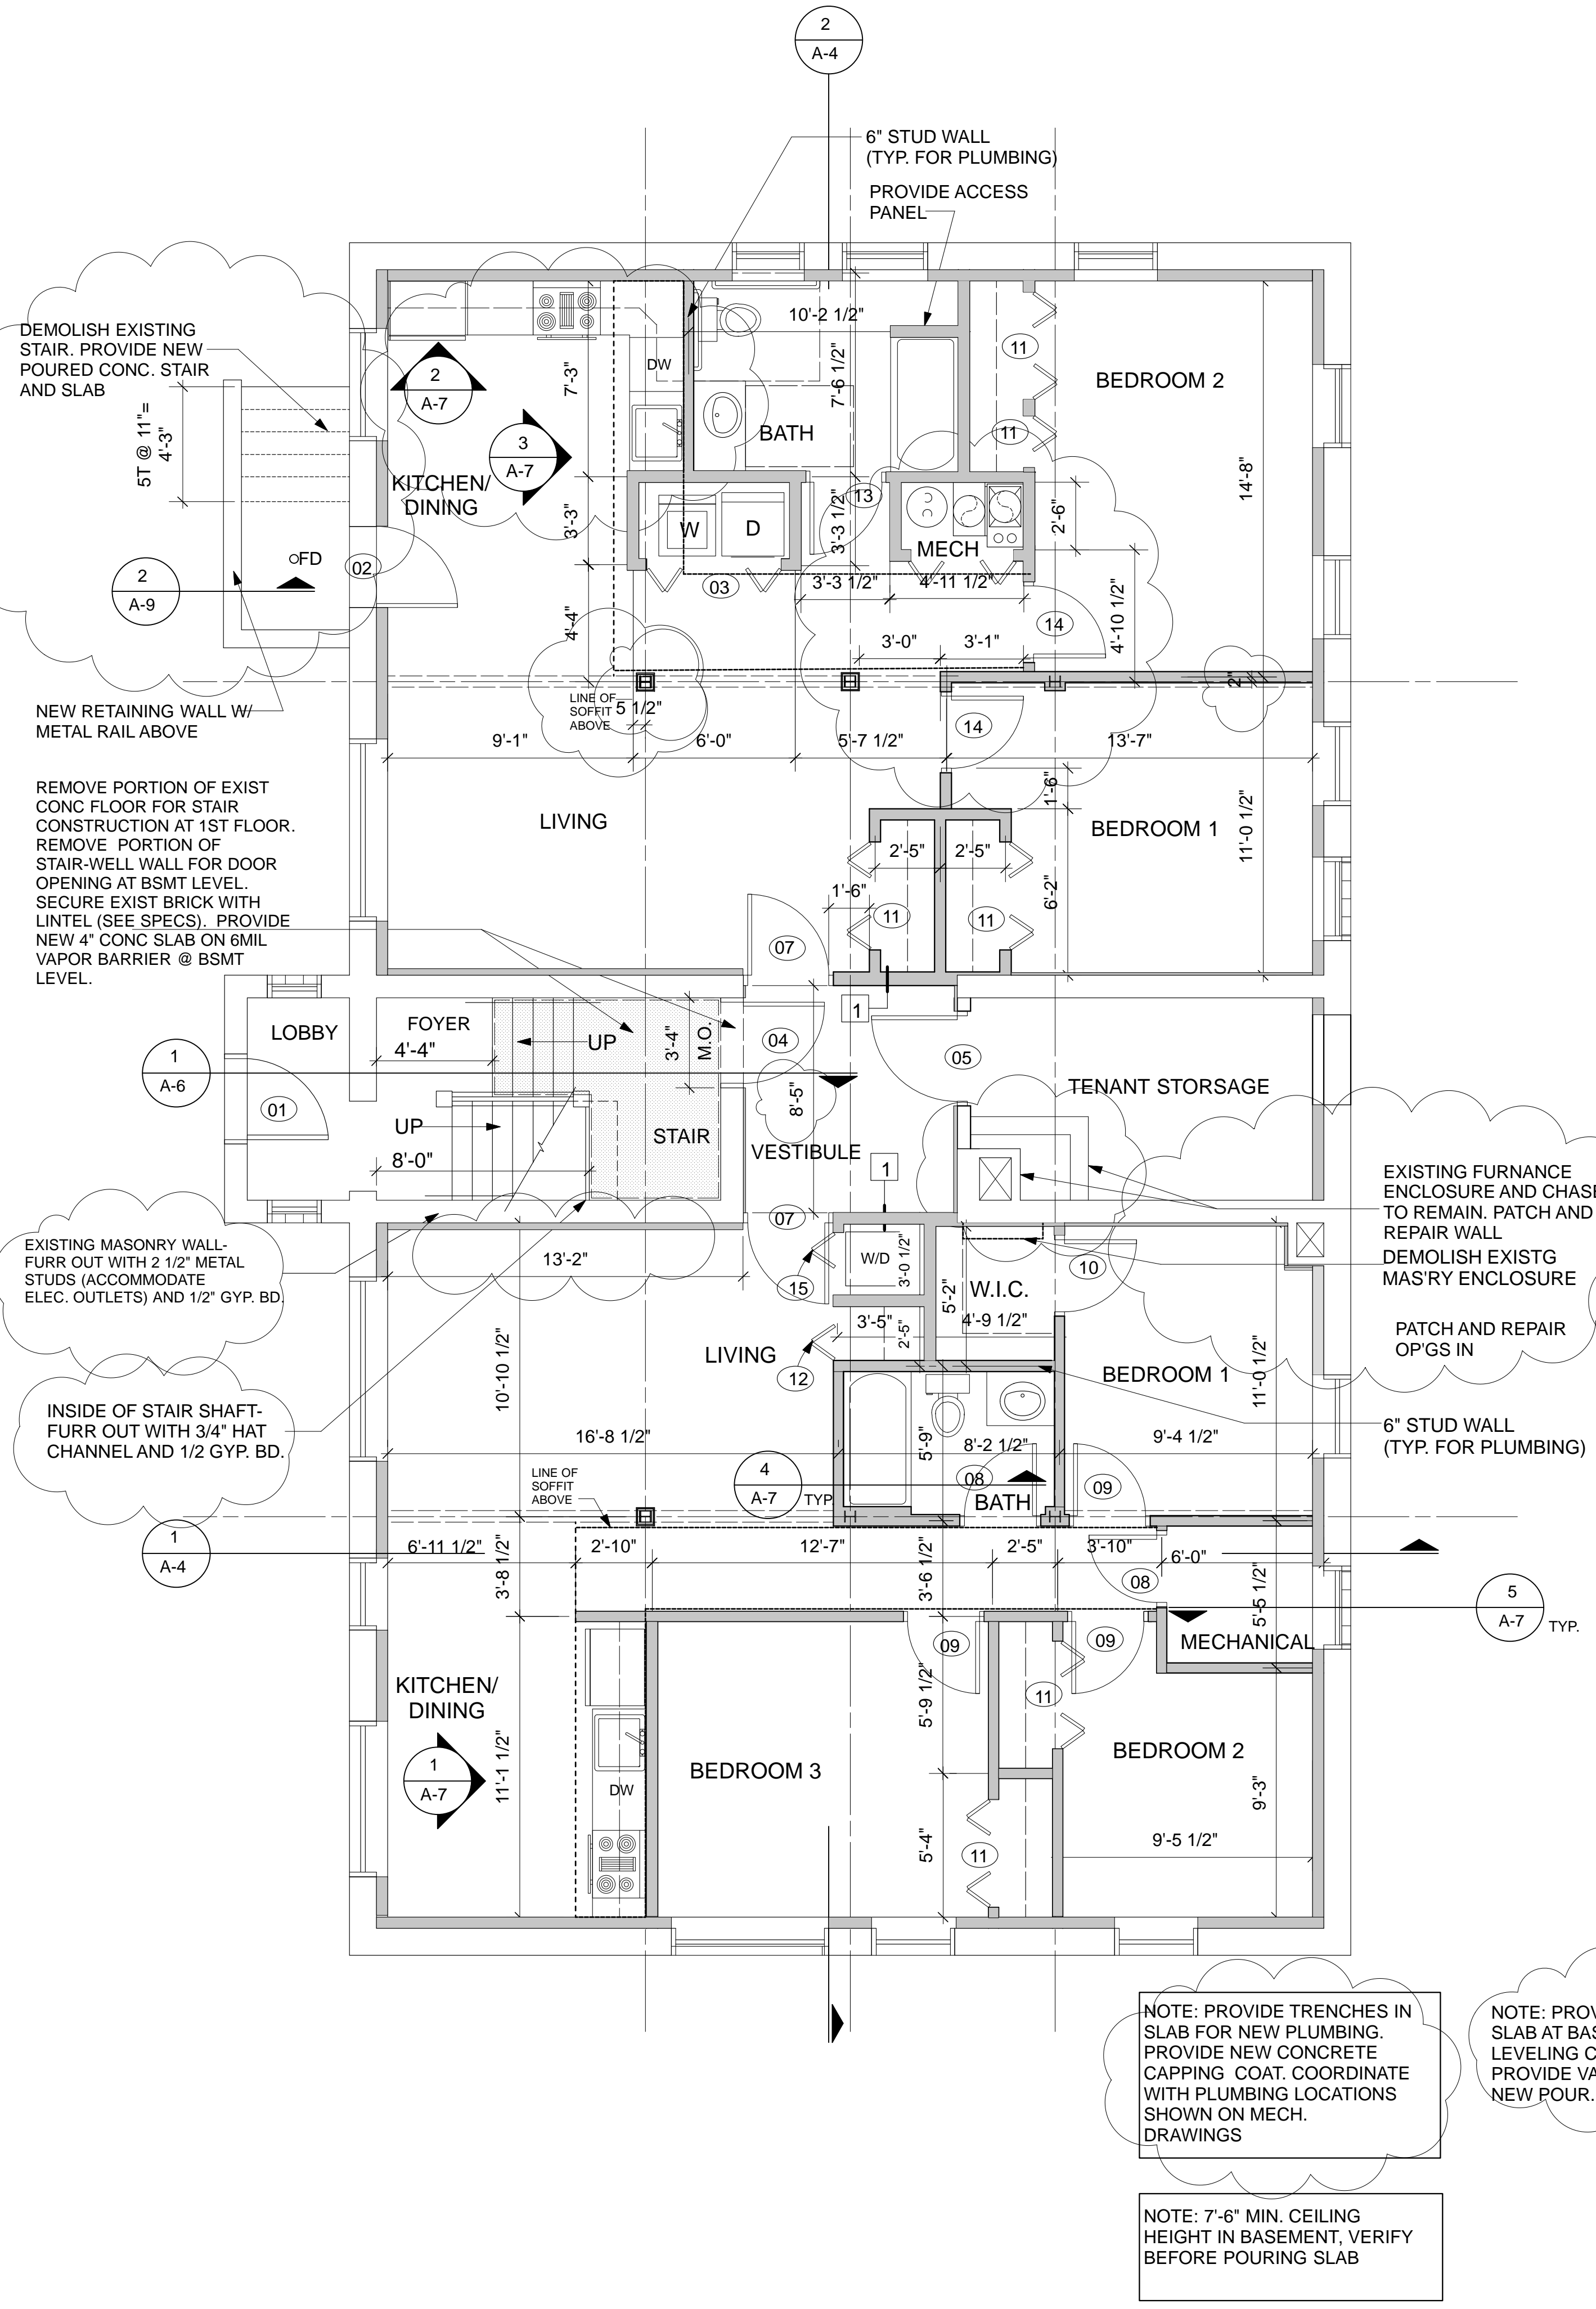 2
A-4
6" STUD WALL
(TYP. FOR PLUMBING)
PROVIDE ACCESS
PANEL
DEMOLISH EXISTING
STAIR. PROVIDE NEW
POURED CONC. STAIR
AND SLAB
5T @ 11"=
4'-3"
2
A-7
3
A-7
KITCHEN/
DINING
7'-3"
DW
10'-2 1/2"
7'-6 1/2"
BATH
11
11
BEDROOM 2
14'-8"
3'-3"
W
D
13
3'-3 1/2"
MECH
2'-6"
FD
02
2
A-9
03
3'-3 1/2"
4'-11 1/2"
4'-4"
3'-0"
3'-1"
14
4'-10 1/2"
2"
LINE OF
SOFFIT
ABOVE
5 1/2"
14
NEW RETAINING WALL W/
METAL RAIL ABOVE
9'-1"
6'-0"
5'-7 1/2"
13'-7"
1'-6"
LIVING
BEDROOM 1
11'-0 1/2"
2'-5"
2'-5"
6'-2"
1'-6"
11
11
07
REMOVE PORTION OF EXIST
CONC FLOOR FOR STAIR
CONSTRUCTION AT 1ST FLOOR.
REMOVE  PORTION OF
STAIR-WELL WALL FOR DOOR
OPENING AT BSMT LEVEL.
SECURE EXIST BRICK WITH
LINTEL (SEE SPECS).  PROVIDE
NEW 4" CONC SLAB ON 6MIL
VAPOR BARRIER @ BSMT
LEVEL.
1
LOBBY
FOYER
4'-4"
UP
3'-4"
M.O.
04
05
1
A-6
01
UP
8'-0"
STAIR
8'-5"
VESTIBULE
TENANT STORSAGE
1
EXISTING FURNANCE
ENCLOSURE AND CHASE
TO REMAIN. PATCH AND
REPAIR WALL
DEMOLISH EXISTG
MAS'RY ENCLOSURE
PATCH AND REPAIR
OP'GS IN
EXISTING MASONRY WALL-
FURR OUT WITH 2 1/2" METAL
STUDS (ACCOMMODATE
ELEC. OUTLETS) AND 1/2" GYP. BD.
07
13'-2"
W/D
3'-0 1/2"
15
5'-2"
W.I.C.
4'-9 1/2"
10
3'-5"
2'-5"
10'-10 1/2"
LIVING
12
BEDROOM 1
11'-0 1/2"
INSIDE OF STAIR SHAFT-
FURR OUT WITH 3/4" HAT
CHANNEL AND 1/2 GYP. BD.
6" STUD WALL
(TYP. FOR PLUMBING)
16'-8 1/2"
5'-9"
8'-2 1/2"
9'-4 1/2"
LINE OF
SOFFIT
ABOVE
4
A-7
TYP.
08
BATH
09
1
A-4
6'-11 1/2"
3'-8 1/2"
2'-10"
12'-7"
3'-6 1/2"
2'-5"
3'-10"
6'-0"
08
5'-5 1/2"
5
A-7
TYP.
09
09
MECHANICAL
KITCHEN/
DINING
5'-9 1/2"
11
1
A-7
11'-1 1/2"
BEDROOM 3
BEDROOM 2
DW
9'-3"
5'-4"
11
9'-5 1/2"
NOTE: PROVIDE TRENCHES IN
SLAB FOR NEW PLUMBING.
PROVIDE NEW CONCRETE
CAPPING  COAT. COORDINATE
WITH PLUMBING LOCATIONS
SHOWN ON MECH.
DRAWINGS
NOTE:
SLAB AT
LEVELING
PROVIDE
NEW POUR.
NOTE: 7'-6" MIN. CEILING
HEIGHT IN BASEMENT, VERIFY
BEFORE POURING SLAB